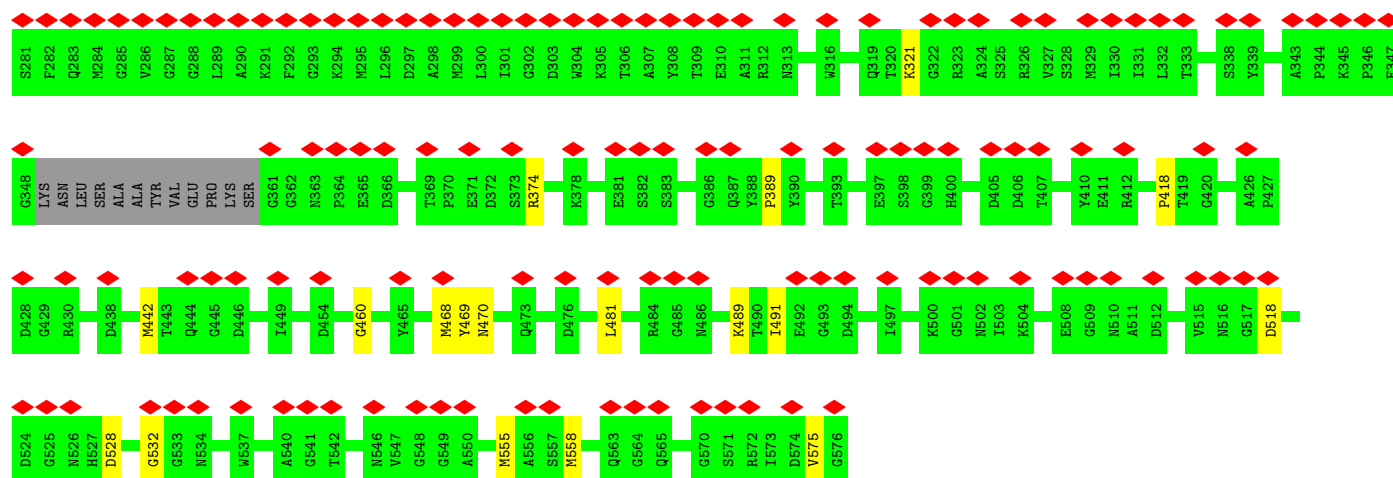 S281 F282 Q283 M284 G285 V286 G287 G288 L289 A290 K291 F292 G293 K294 M295 L296 D297 A298 M299 L300 I301 G302 D303 W304 K305 T306 A307 Y308 T309 E310 A311 R312 N313 W316 Q319 T320 K321 G322 R323 A324 S325 R326 V327 S328 M329 I330 I331 L332 T333 S338 Y339 A343 P344 K345 P346
G348 LYS ASN LEU SER ALA ALA TYR VAL GLU PRO LYS SER G361 G362 N363 P364 E365 D366 T369 P370 E371 D372 S373 R374 K378 E381 S382 S383 G386 Q387 Y388 P389 Y390 T393 E397 S398 G399 H400 D405 D406 T407 Y410 E411 R412 P418 T419 G420 A426 P427
D428 G429 R430 D438 M442 T443 Q444 G445 D446 I449 D454 G460 Y465 M468 Y469 N470 Q473 D476 L481 R484 G485 N486 K489 T490 I491 E492 G493 D494 I497 K500 G501 N502 I503 K504 E508 G509 N510 A511 D512 V515 N516 G517 D518
D524 G525 N526 H527 D528 G532 G533 N534 W537 A540 G541 T542 N546 V547 G548 G549 A550 M555 A556 S557 M558 Q563 G564 Q565 G570 S571 R572 I573 D574 V575 G576